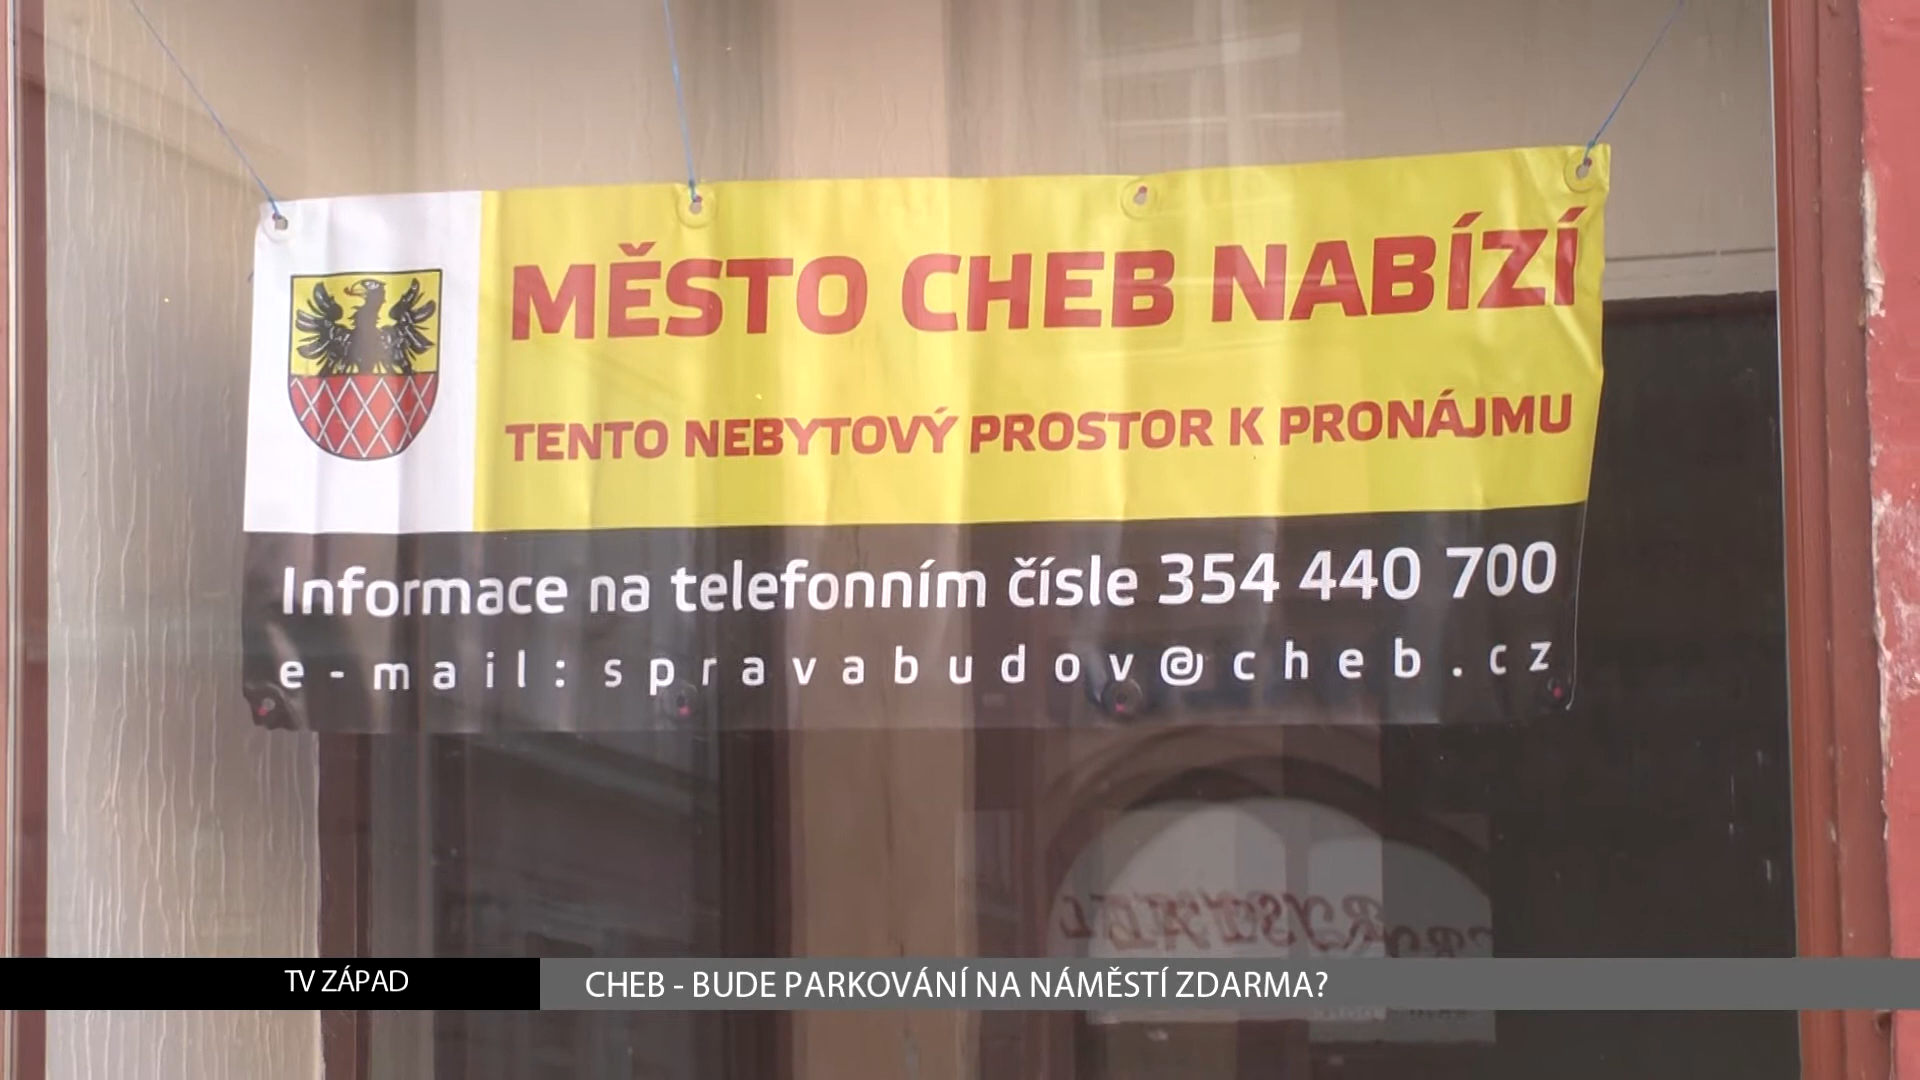 MĚSTO CHEB NABÍZÍ
TENTO NEBYTOVÝ PROSTOR K PRONÁJMU
Informace na telefonním čísle 354 440 700
e-mail: spravabudov@cheb.cz
TV ZÁPAD
CHEB - BUDE PARKOVÁNÍ NA NÁMĚSTÍ ZDARMA?